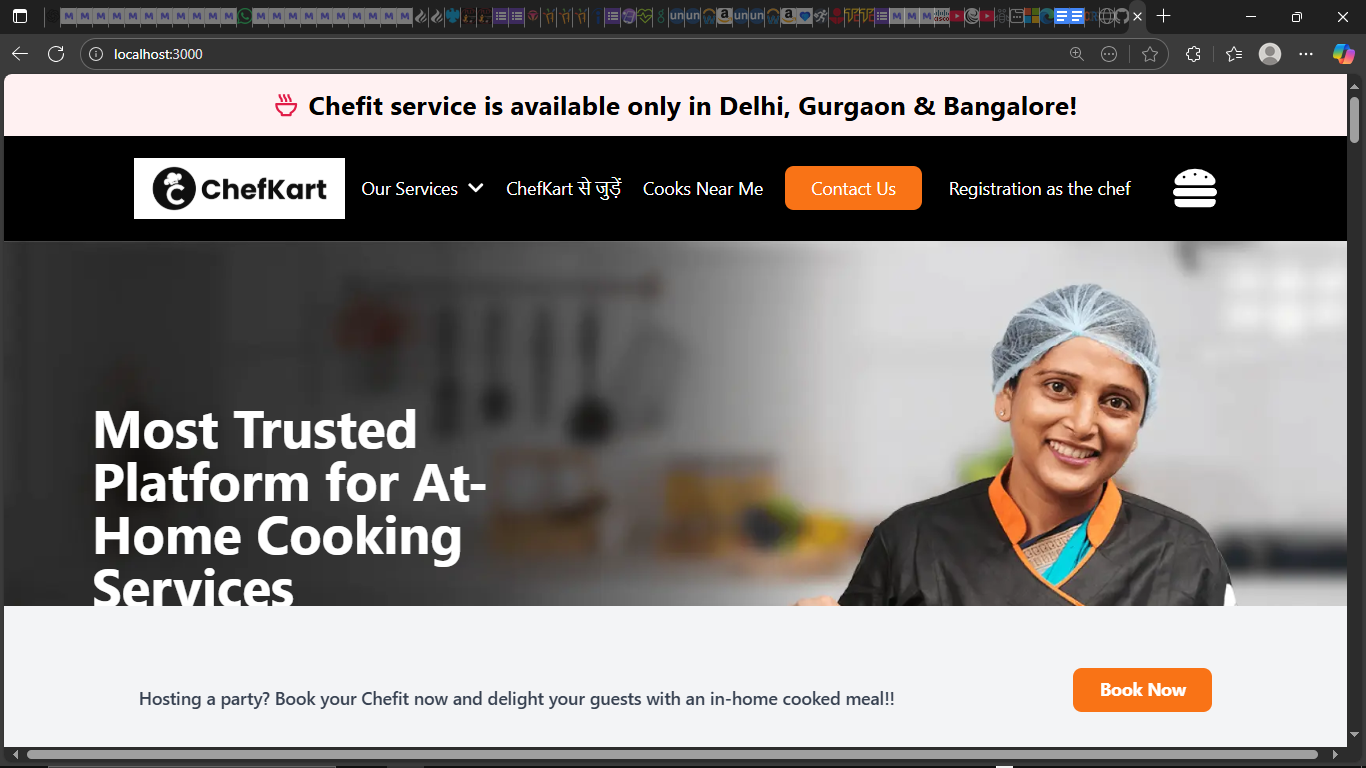 localhost:3000
Chefit service is available only in Delhi, Gurgaon & Bangalore!
ChefKart
Our Services
ChefKart से जुड़ें
Cooks Near Me
Contact Us
Registration as the chef
Most Trusted
Platform for At-
Home Cooking
Services
Hosting a party? Book your Chefit now and delight your guests with an in-home cooked meal!!
Book Now